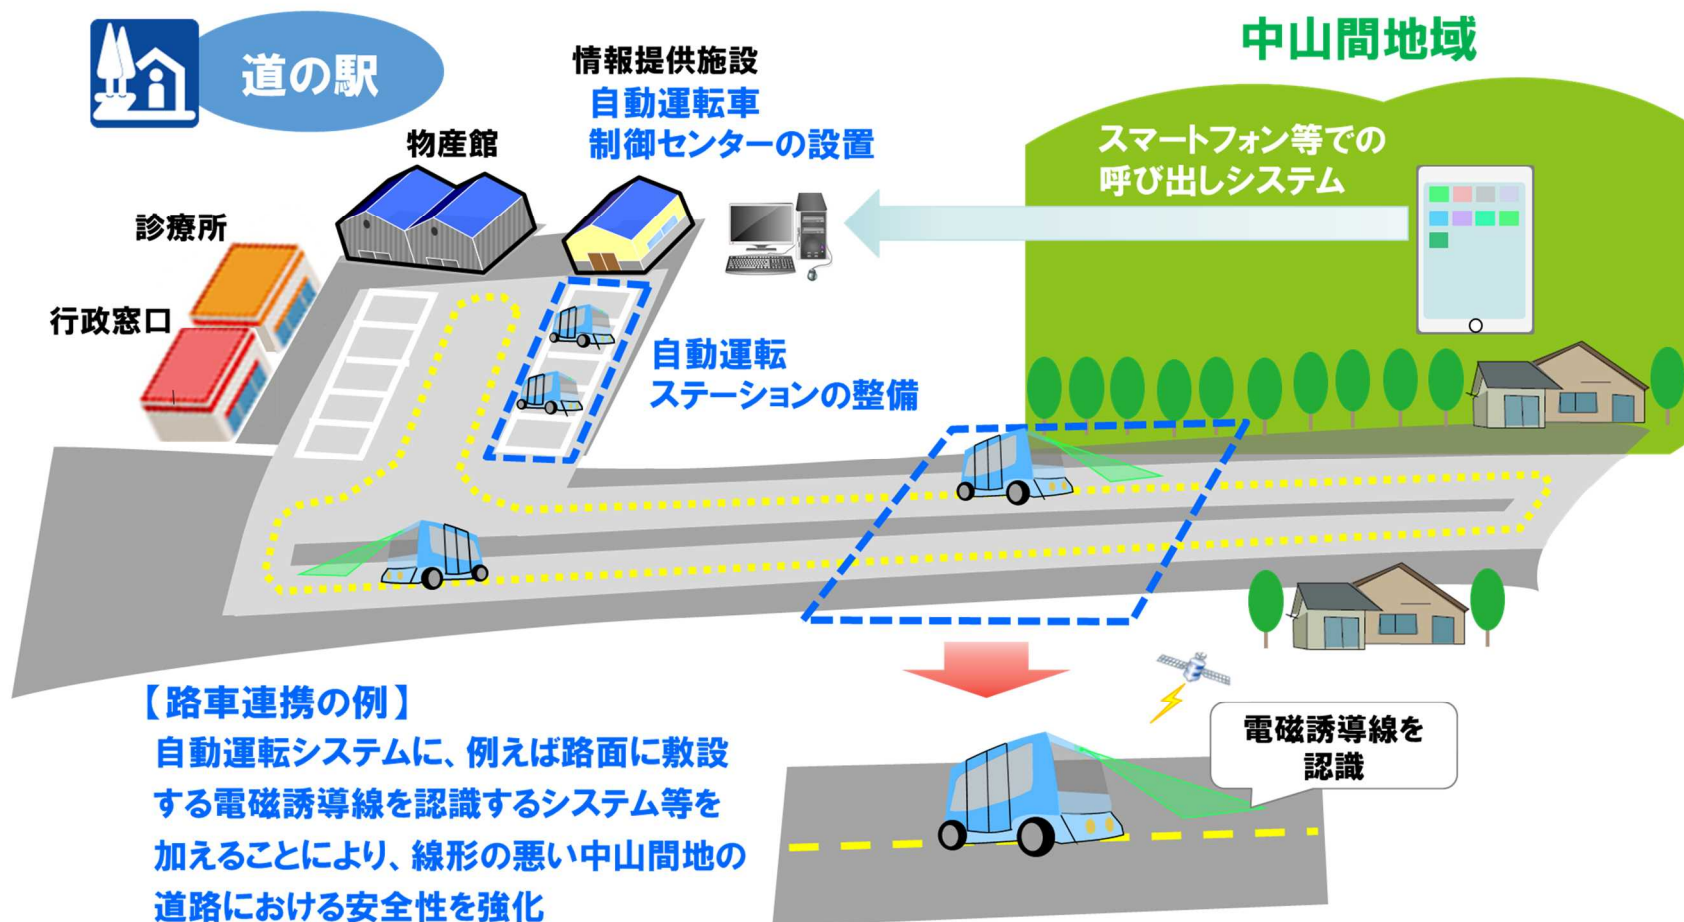 道の駅
情報提供施設
自動運転車
制御センターの設置
中山間地域
物産館
スマートフォン等での
呼び出しシステム
診療所
行政窓口
自動運転
ステーションの整備
【路車連携の例】
自動運転システムに、例えば路面に敷設
する電磁誘導線を認識するシステム等を
加えることにより、線形の悪い中山間地の
道路における安全性を強化
電磁誘導線を
認識